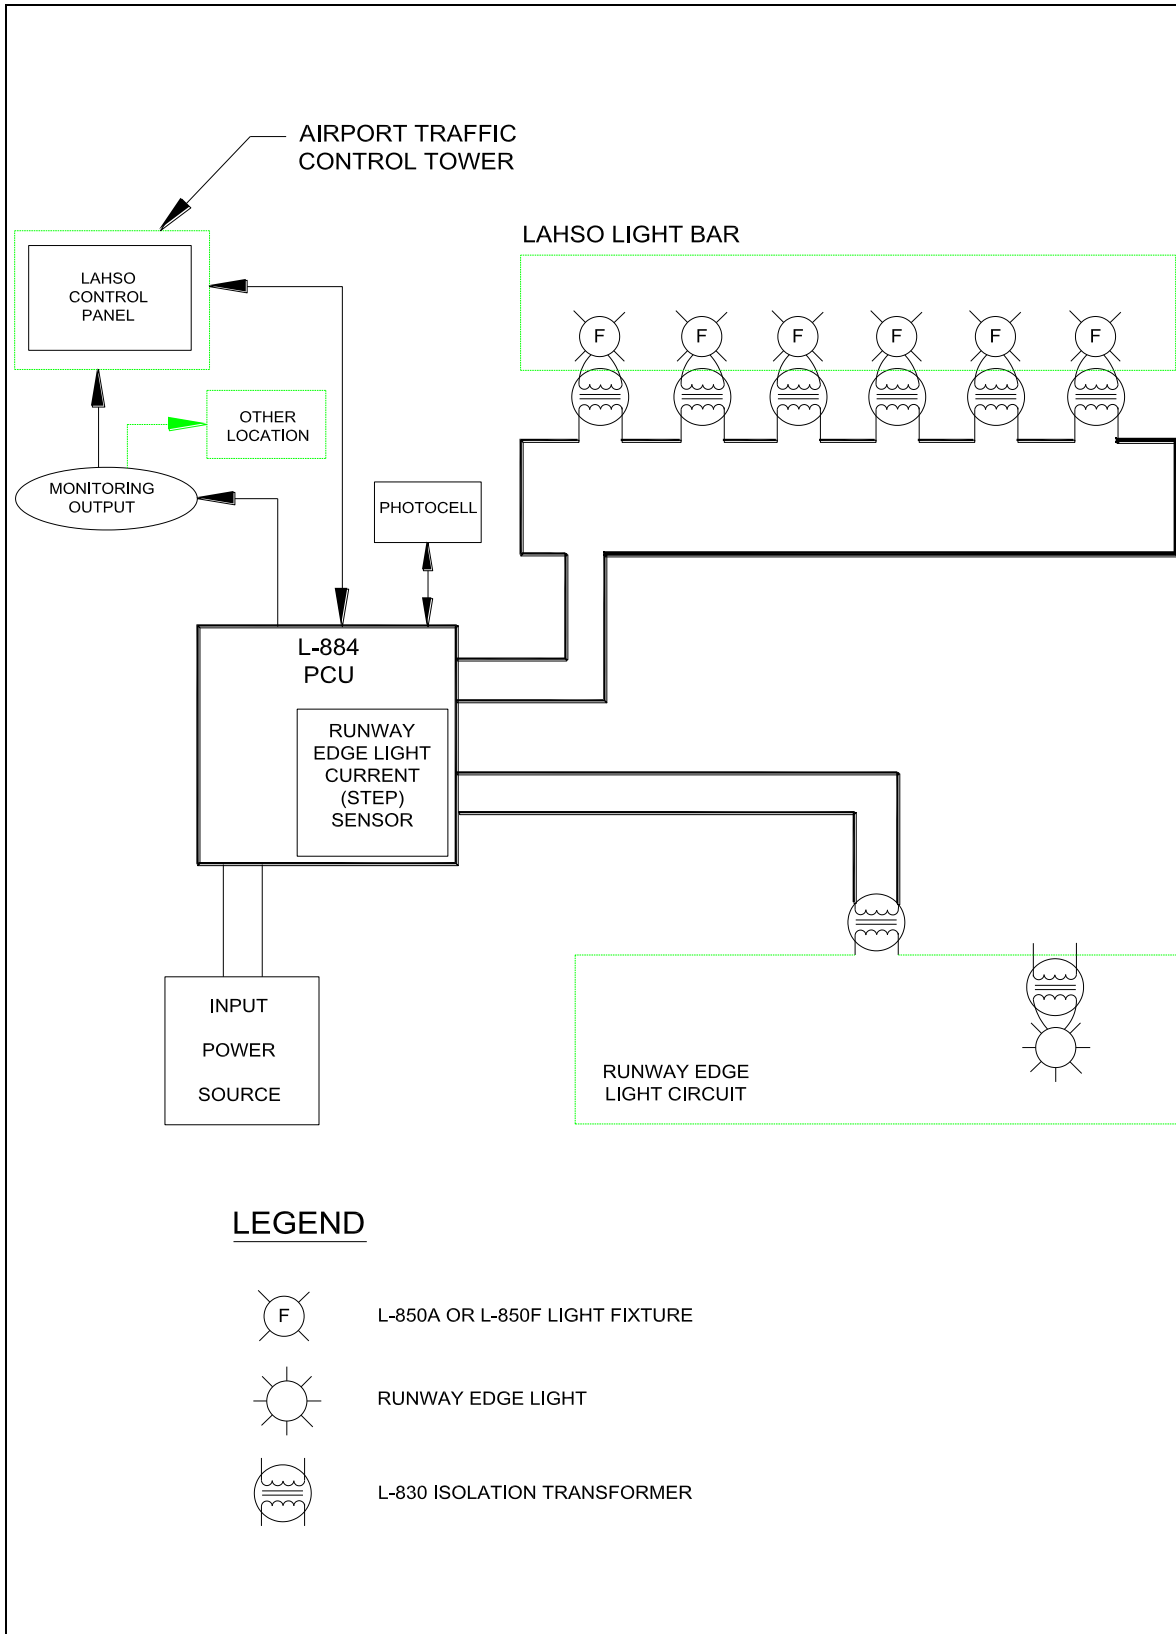 AIRPORT TRAFFIC
CONTROL TOWER
LAHSO LIGHT BAR
LAHSO
CONTROL
PANEL
F F F F F F
OTHER
LOCATION
MONITORING
OUTPUT
PHOTOCELL
L-884
PCU
RUNWAY
EDGE LIGHT
CURRENT
(STEP)
SENSOR
INPUT
POWER
SOURCE
RUNWAY EDGE
LIGHT CIRCUIT
LEGEND
F L-850A OR L-850F LIGHT FIXTURE
RUNWAY EDGE LIGHT
L-830 ISOLATION TRANSFORMER